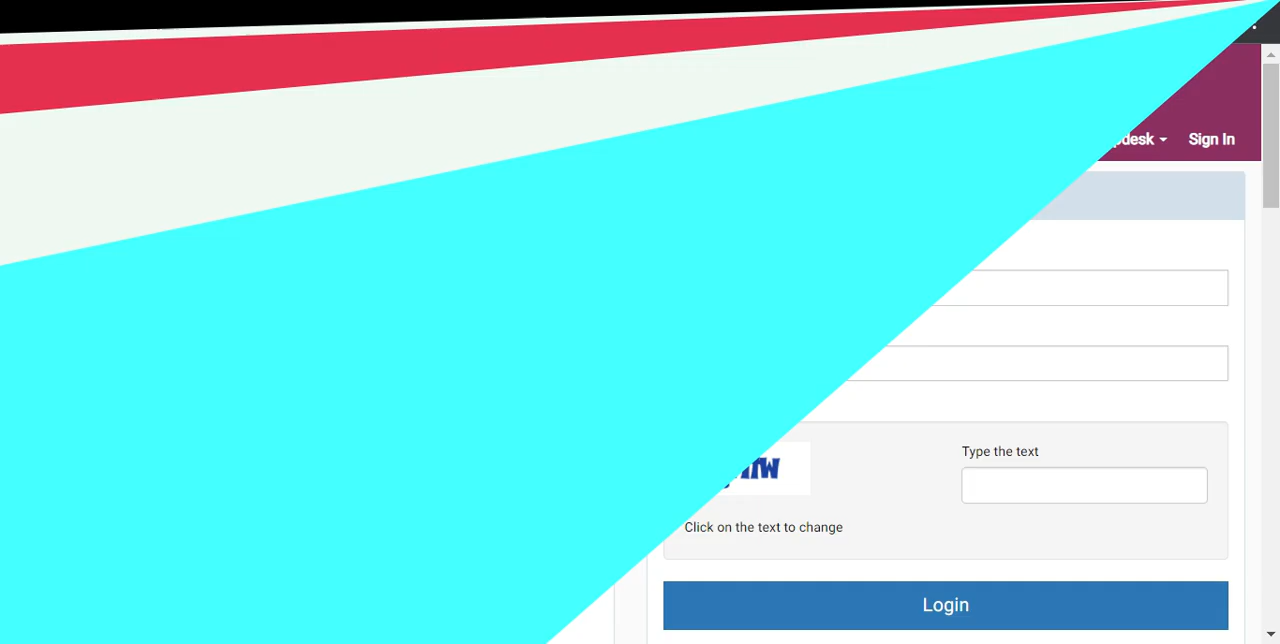 Sign In
Type the text
Click on the text to change
Login